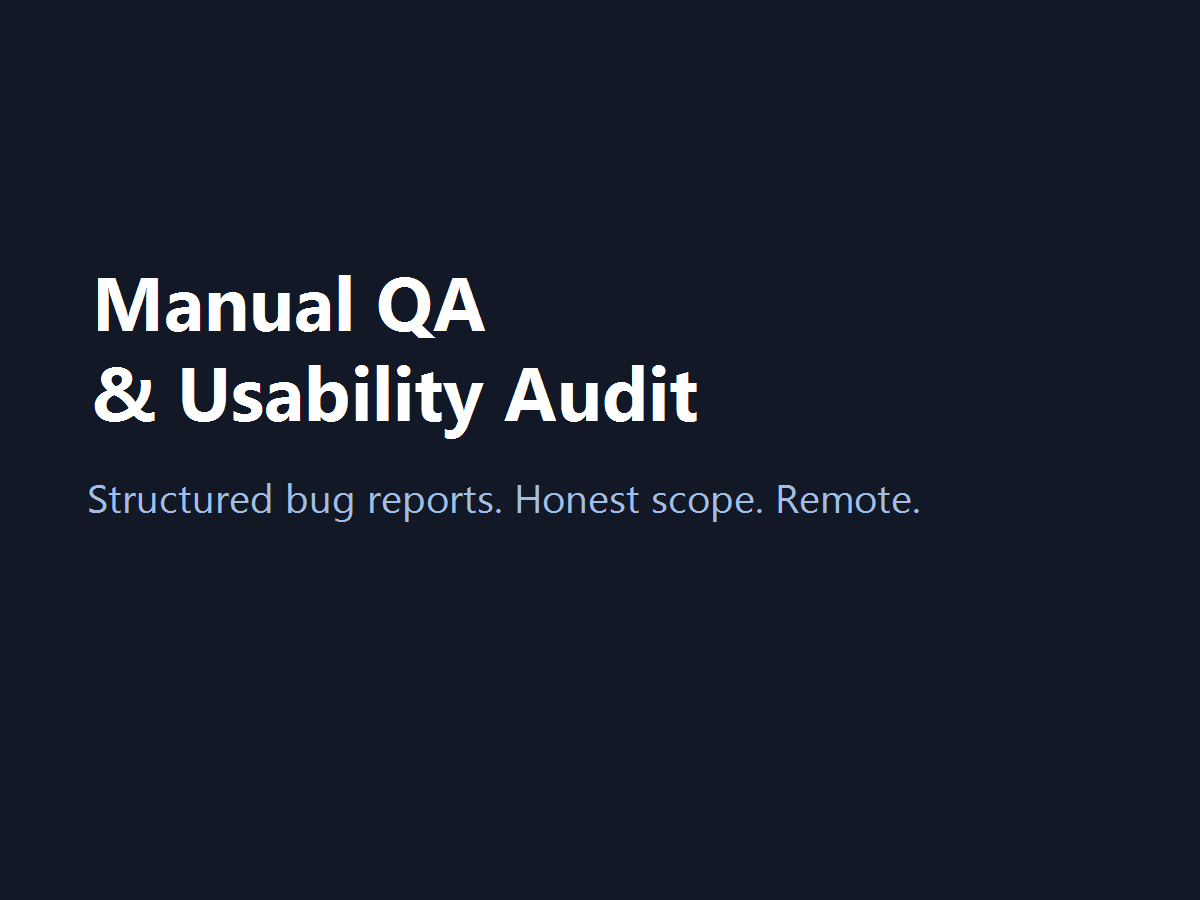 Manual QA
& Usability Audit
Structured bug reports. Honest scope. Remote.